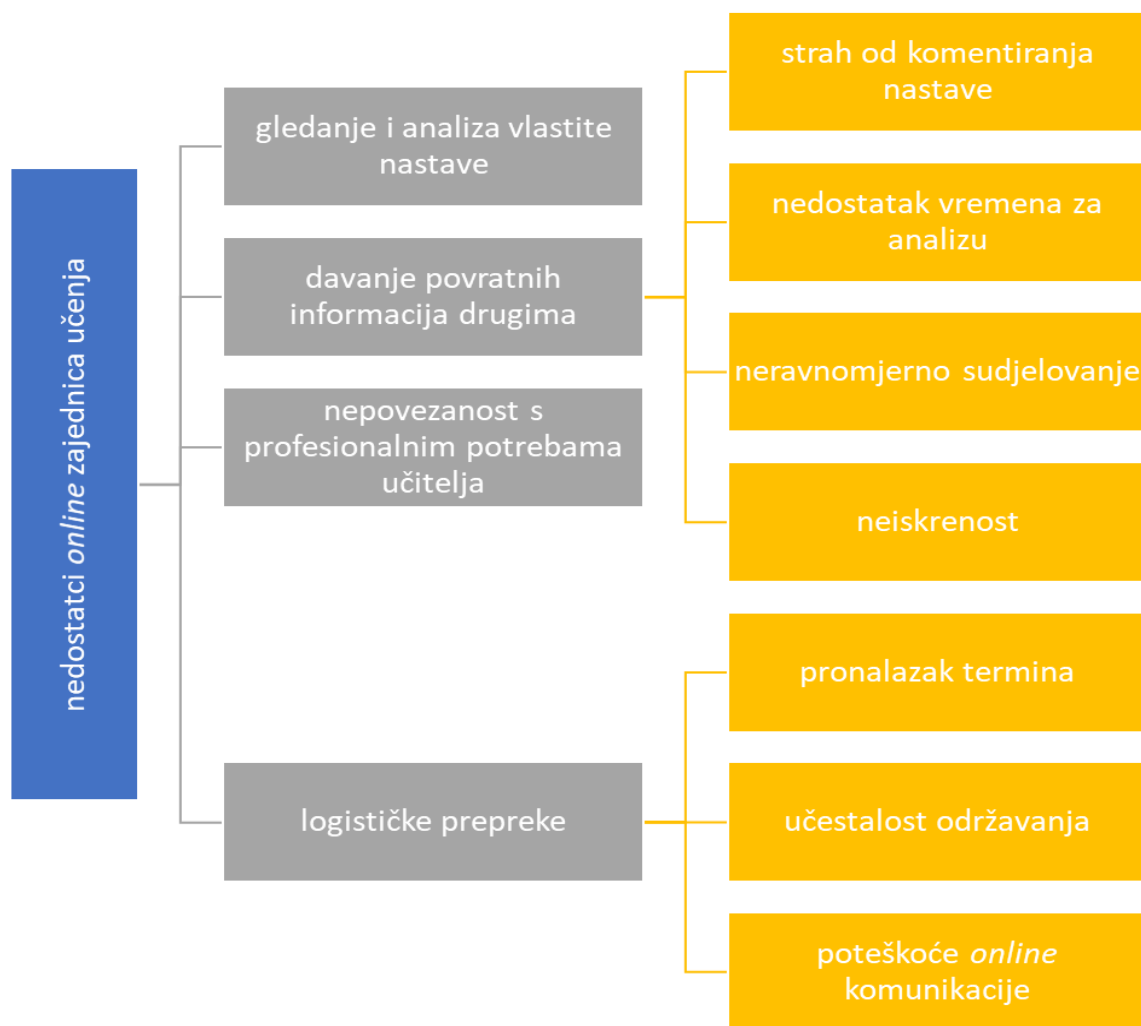 nedostatci online zajednica učenja
gledanje i analiza vlastite
nastave
davanje povratnih
informacija drugima
nepovezanost s
profesionalnim potrebama
učitelja
logističke prepreke
strah od komentiranja
nastave
nedostatak vremena za
analizu
neravnomjerno sudjelovanje
neiskrenost
pronalazak termina
učestalost održavanja
poteškoće online
komunikacije